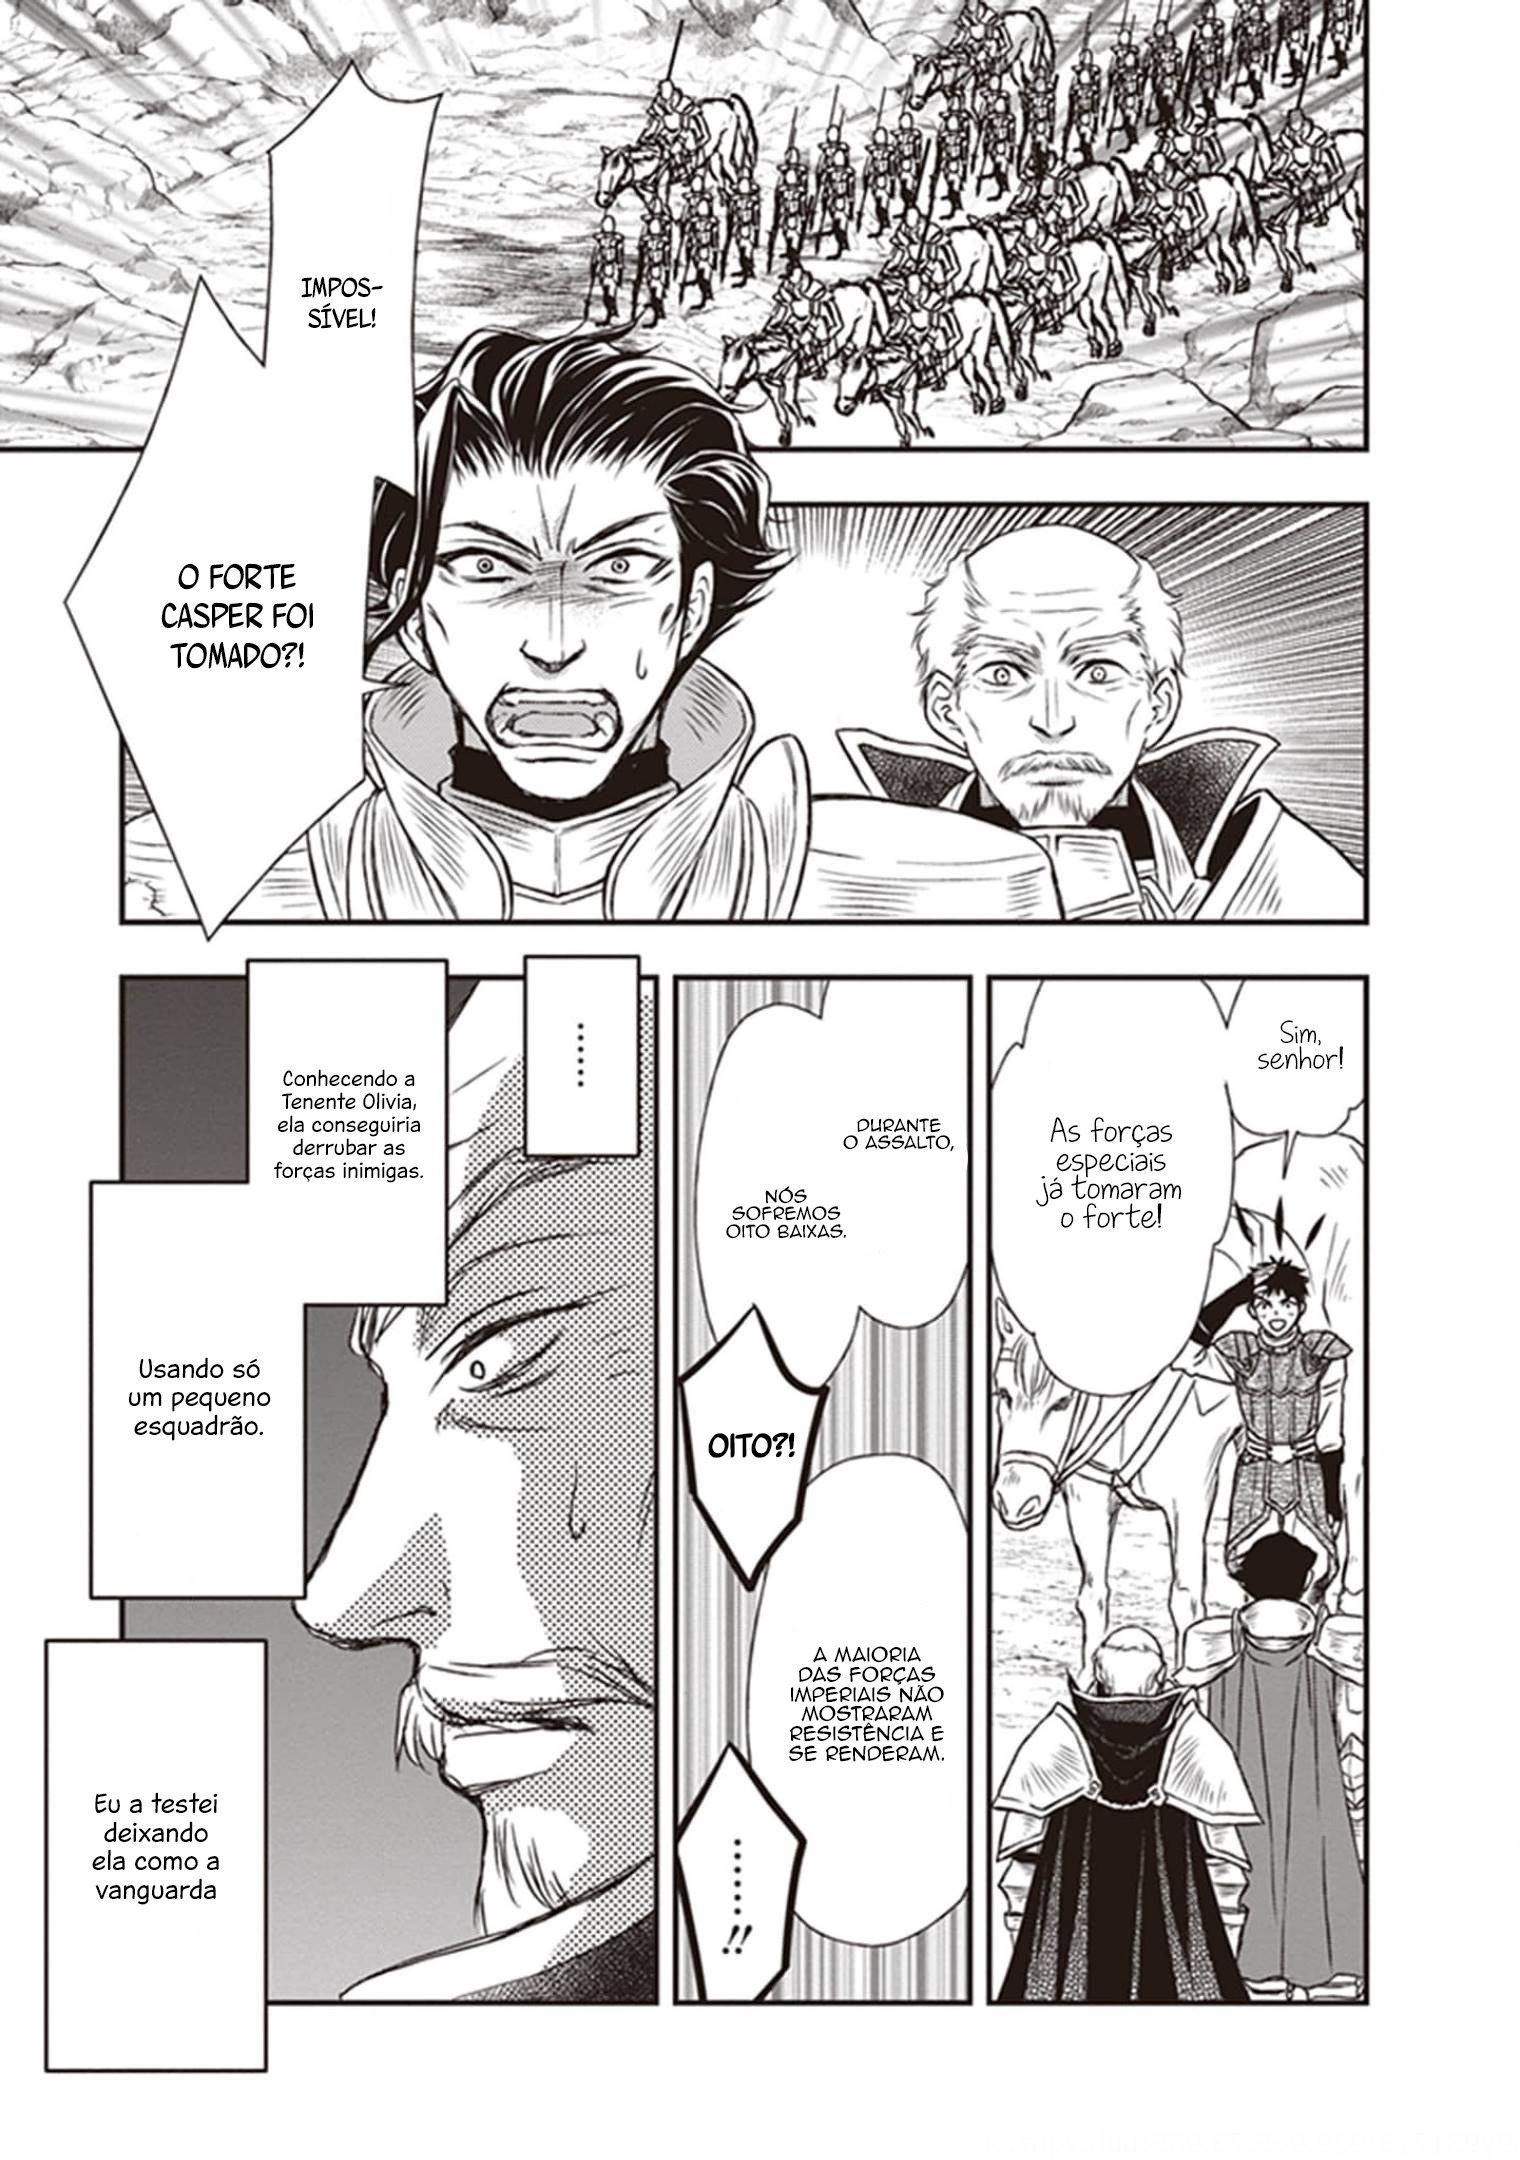 IMPOS-
SÍVEL!
O FORTE
CASPER FOI
TOMADO?!
Sim,
senhor!
As forças
especiais
já tomaram
o forte!
DURANTE
O ASSALTO,
NÓS
SOFREMOS
OITO BAIXAS.
OITO?!
A MAIORIA
DAS FORÇAS
IMPERIAIS NÃO
MOSTRARAM
RESISTÊNCIA E
SE RENDERAM.
.......!!
......
Conhecendo a
Tenente Olivia,
ela conseguiria
derrubar as
forças inimigas.
Usando só
um pequeno
esquadrão.
Eu a testei
deixando
ela como a
vanguarda